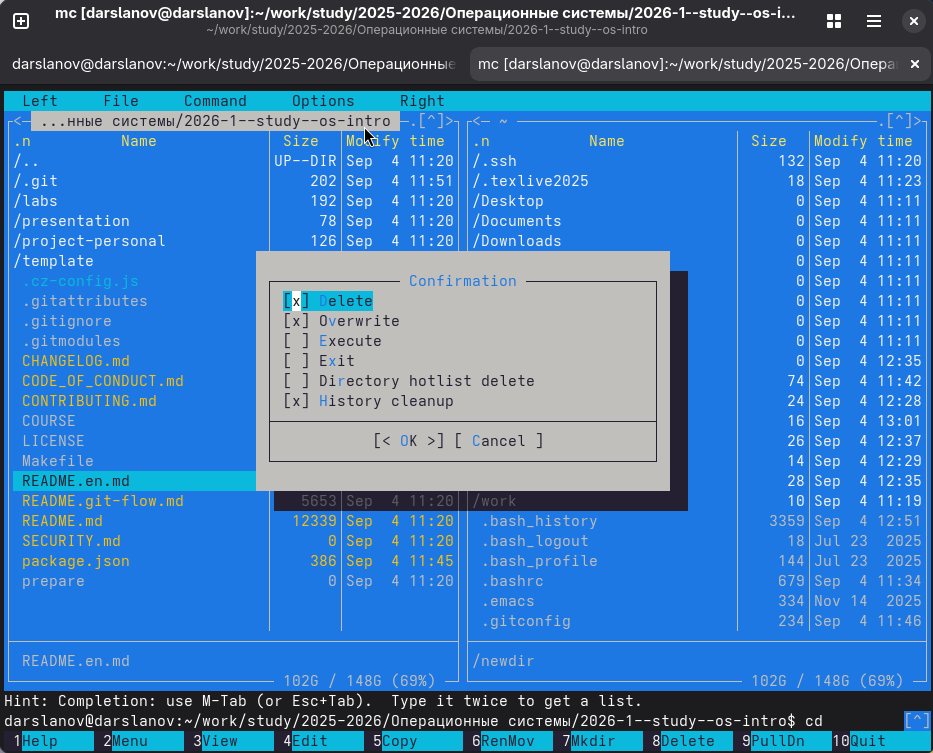 mc [darslanov@darslanov]:~/work/study/2025-2026/Операционные системы/2026-1--study--os-i...
~/work/study/2025-2026/Операционные системы/2026-1--study--os-intro
darslanov@darslanov:~/work/study/2025-2026/Операционные
mc [darslanov@darslanov]:~/work/study/2025-2026/Опера
Left File Command Options Right
<— ...нные системы/2026-1--study--os-intro .[^]> <— ~ .[^]>
.n Name Size Modify time .n Name Size Modify time
/.. UP--DIR Sep 4 11:20 /.ssh 132 Sep 4 11:20
/.git 202 Sep 4 11:51 /.texlive2025 18 Sep 4 11:23
/labs 192 Sep 4 11:20 /Desktop 0 Sep 4 11:11
/presentation 78 Sep 4 11:20 /Documents 0 Sep 4 11:11
/project-personal 126 Sep 4 11:20 /Downloads 0 Sep 4 11:11
/template 0 Sep 4 11:11
.cz-config.js Confirmation 0 Sep 4 11:11
.gitattributes [x] Delete 0 Sep 4 11:11
.gitignore [x] Overwrite 0 Sep 4 11:11
.gitmodules [ ] Execute 0 Sep 4 11:11
CHANGELOG.md [ ] Exit 0 Sep 4 12:35
CODE_OF_CONDUCT.md [ ] Directory hotlist delete 74 Sep 4 11:42
CONTRIBUTING.md [x] History cleanup 24 Sep 4 12:28
COURSE 16 Sep 4 13:01
LICENSE [< OK >] [ Cancel ] 26 Sep 4 12:37
Makefile 14 Sep 4 12:29
README.en.md 28 Sep 4 12:35
README.git-flow.md 5653 Sep 4 11:20 /work 10 Sep 4 11:19
README.md 12339 Sep 4 11:20 .bash_history 3359 Sep 4 12:51
SECURITY.md 0 Sep 4 11:20 .bash_logout 18 Jul 23 2025
package.json 386 Sep 4 11:45 .bash_profile 144 Jul 23 2025
prepare 0 Sep 4 11:20 .bashrc 679 Sep 4 11:34
.emacs 334 Nov 14 2025
.gitconfig 234 Sep 4 11:46
README.en.md /newdir
102G / 148G (69%) 102G / 148G (69%)
Hint: Completion: use M-Tab (or Esc+Tab). Type it twice to get a list.
darslanov@darslanov:~/work/study/2025-2026/Операционные системы/2026-1--study--os-intro$ cd [^]
1Help 2Menu 3View 4Edit 5Copy 6RenMov 7Mkdir 8Delete 9PullDn 10Quit